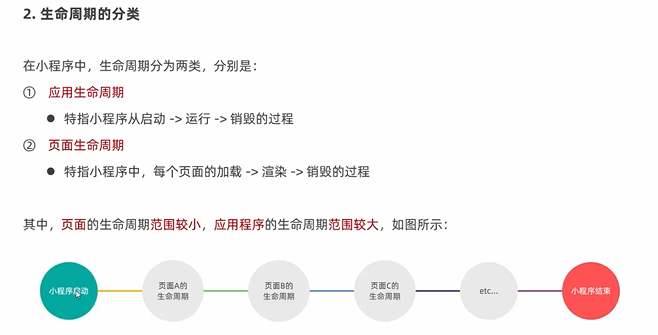 2. 生命周期的分类
在小程序中，生命周期分为两类，分别是：
① 应用生命周期
● 特指小程序从启动 -> 运行 -> 销毁的过程
② 页面生命周期
● 特指小程序中，每个页面的加载 -> 渲染 -> 销毁的过程
其中，页面的生命周期范围较小，应用程序的生命周期范围较大，如图所示：
小程序启动
页面A的
生命周期
页面B的
生命周期
页面C的
生命周期
etc...
小程序结束